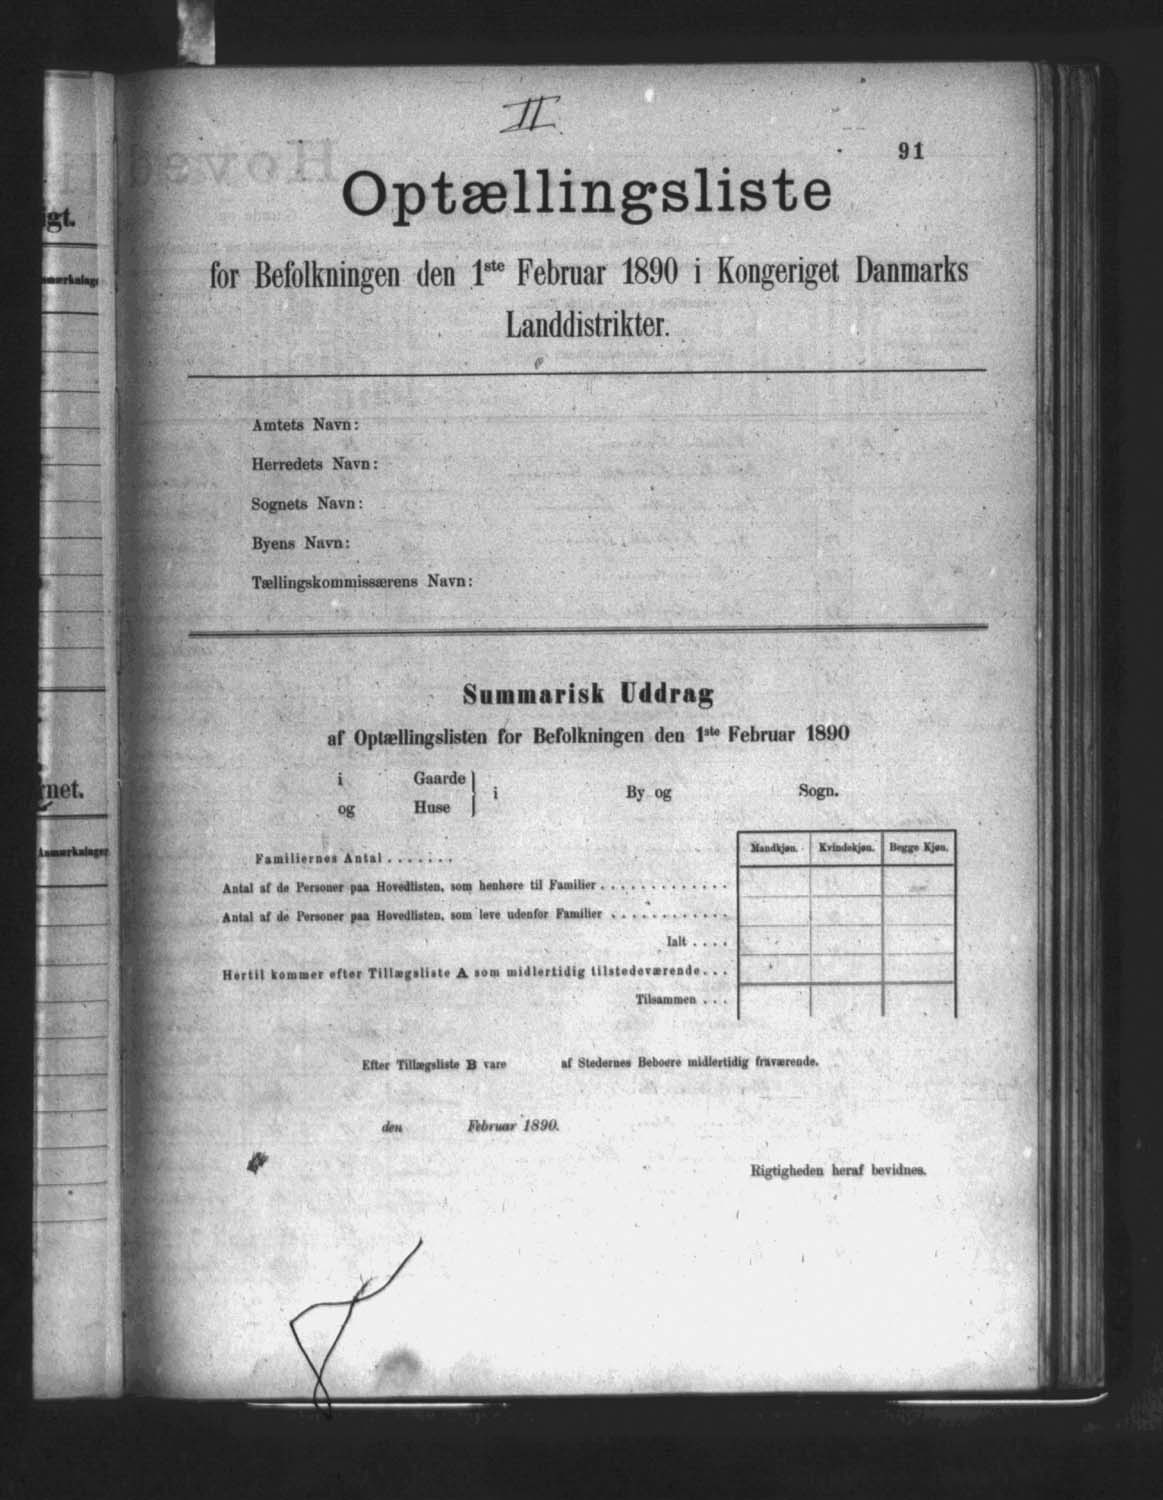 II
91
Optællingsliste
for Befolkningen den 1ste Februar 1890 i Kongeriget Danmarks
Landdistrikter.
Amtets Navn:
Herredets Navn:
Sognets Navn:
Byens Navn:
Tællingskommissærens Navn:
Summarisk Uddrag
af Optællingslisten for Befolkningen den 1ste Februar 1890
i Gaarde } i By og Sogn.
og Huse
Mandkjøn. Kvindekjøn. Begge Kjøn.
Familiernes Antal . . . . . . .
Antal af de Personer paa Hovedlisten, som henhøre til Familier . . . . . . . . . . . .
Antal af de Personer paa Hovedlisten, som leve udenfor Familier . . . . . . . . . . .
Ialt . . . .
Hertil kommer efter Tillægsliste A som midlertidig tilstedeværende . . .
Tilsammen . . .
Efter Tillægsliste B vare af Stedernes Beboere midlertidig fraværende.
den Februar 1890.
Rigtigheden heraf bevidnes.
igt.
net.
Anmærkninger